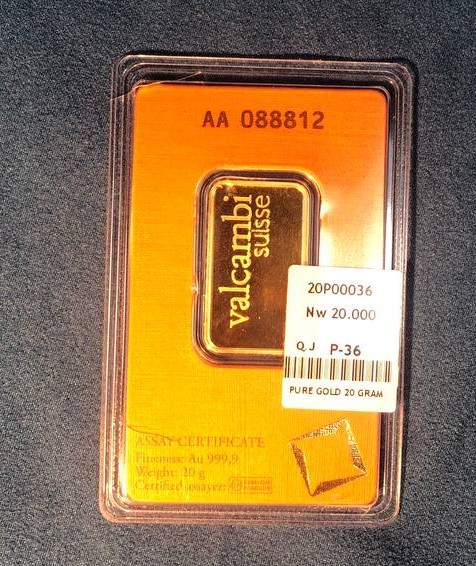 AA 088812
valcambi
suisse
20P00036
Nw 20.000
QJ P-36
PURE GOLD 20 GRAM
ASSAY CERTIFICATE
Fineness: Au 999,9
Weight: 20 g
Certified assayer: